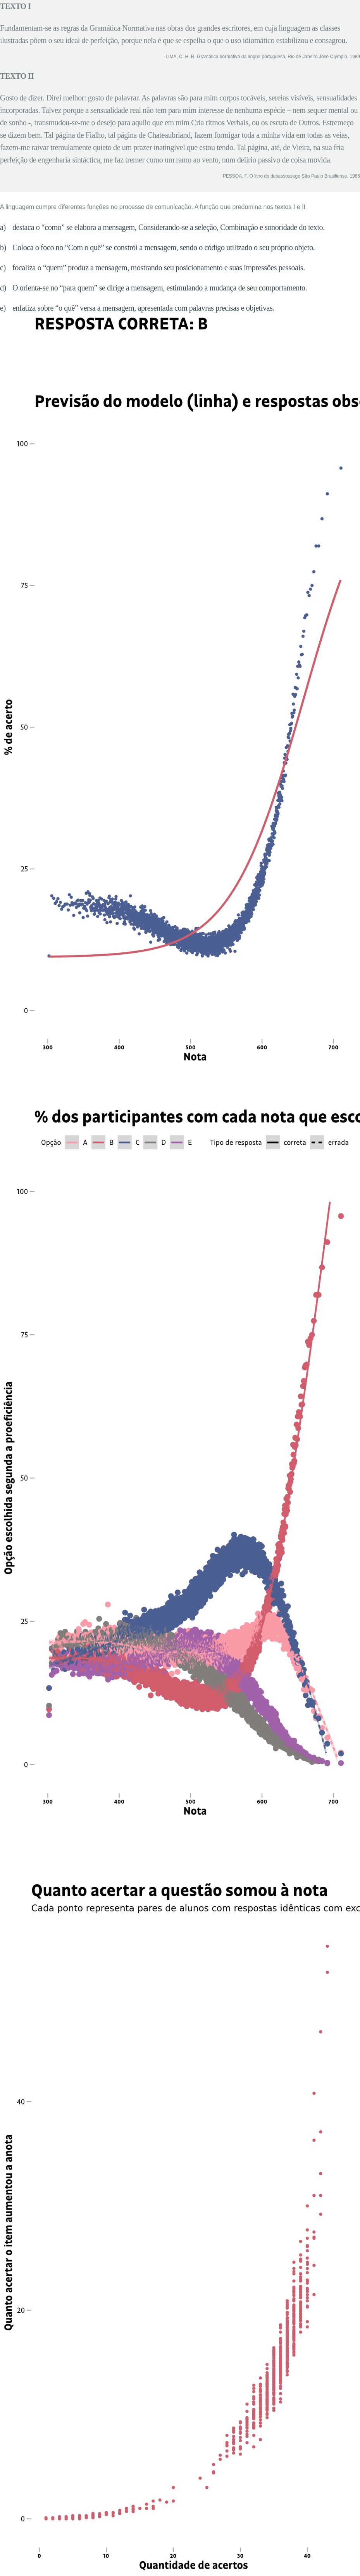 TEXTO I
Fundamentam-se as regras da Gramática Normativa nas obras dos grandes escritores, em cuja linguagem as classes
ilustradas põem o seu ideal de perfeição, porque nela é que se espelha o que o uso idiomático estabilizou e consagrou.
LIMA, C. H. R. Gramática normativa da língua portuguesa, Rio de Janeiro: José Olympio, 1989
TEXTO II
Gosto de dizer. Direi melhor: gosto de palavrar. As palavras são para mim corpos tocáveis, sereias visíveis, sensualidades
incorporadas. Talvez porque a sensualidade real não tem para mim interesse de nenhuma espécie – nem sequer mental ou
de sonho -, transmudou-se-me o desejo para aquilo que em mim Cria ritmos Verbais, ou os escuta de Outros. Estremeço
se dizem bem. Tal página de Fialho, tal página de Chateaubriand, fazem formigar toda a minha vida em todas as veias,
fazem-me raivar tremulamente quieto de um prazer inatingível que estou tendo. Tal página, até, de Vieira, na sua fria
perfeição de engenharia sintáctica, me faz tremer como um ramo ao vento, num delírio passivo de coisa movida.
PESSOA, F. O livro do desassossego São Paulo Brasiliense, 1986
A linguagem cumpre diferentes funções no processo de comunicação. A função que predomina nos textos I e II
a) destaca o “como” se elabora a mensagem, Considerando-se a seleção, Combinação e sonoridade do texto.
b) Coloca o foco no “Com o quê” se constrói a mensagem, sendo o código utilizado o seu próprio objeto.
c) focaliza o “quem” produz a mensagem, mostrando seu posicionamento e suas impressões pessoais.
d) O orienta-se no “para quem” se dirige a mensagem, estimulando a mudança de seu comportamento.
e) enfatiza sobre “o quê” versa a mensagem, apresentada com palavras precisas e objetivas.
RESPOSTA CORRETA: B
Previsão do modelo (linha) e respostas obs
100
75
50
25
0
% de acerto
300 400 500 600 700
Nota
% dos participantes com cada nota que esco
Opção A B C D E Tipo de resposta correta errada
100
75
50
25
0
Opção escolhida segunda a proeficiência
300 400 500 600 700
Nota
Quanto acertar a questão somou à nota
Cada ponto representa pares de alunos com respostas idênticas com exc
40
20
0
Quanto acertar o item aumentou a anota
0 10 20 30 40
Quantidade de acertos